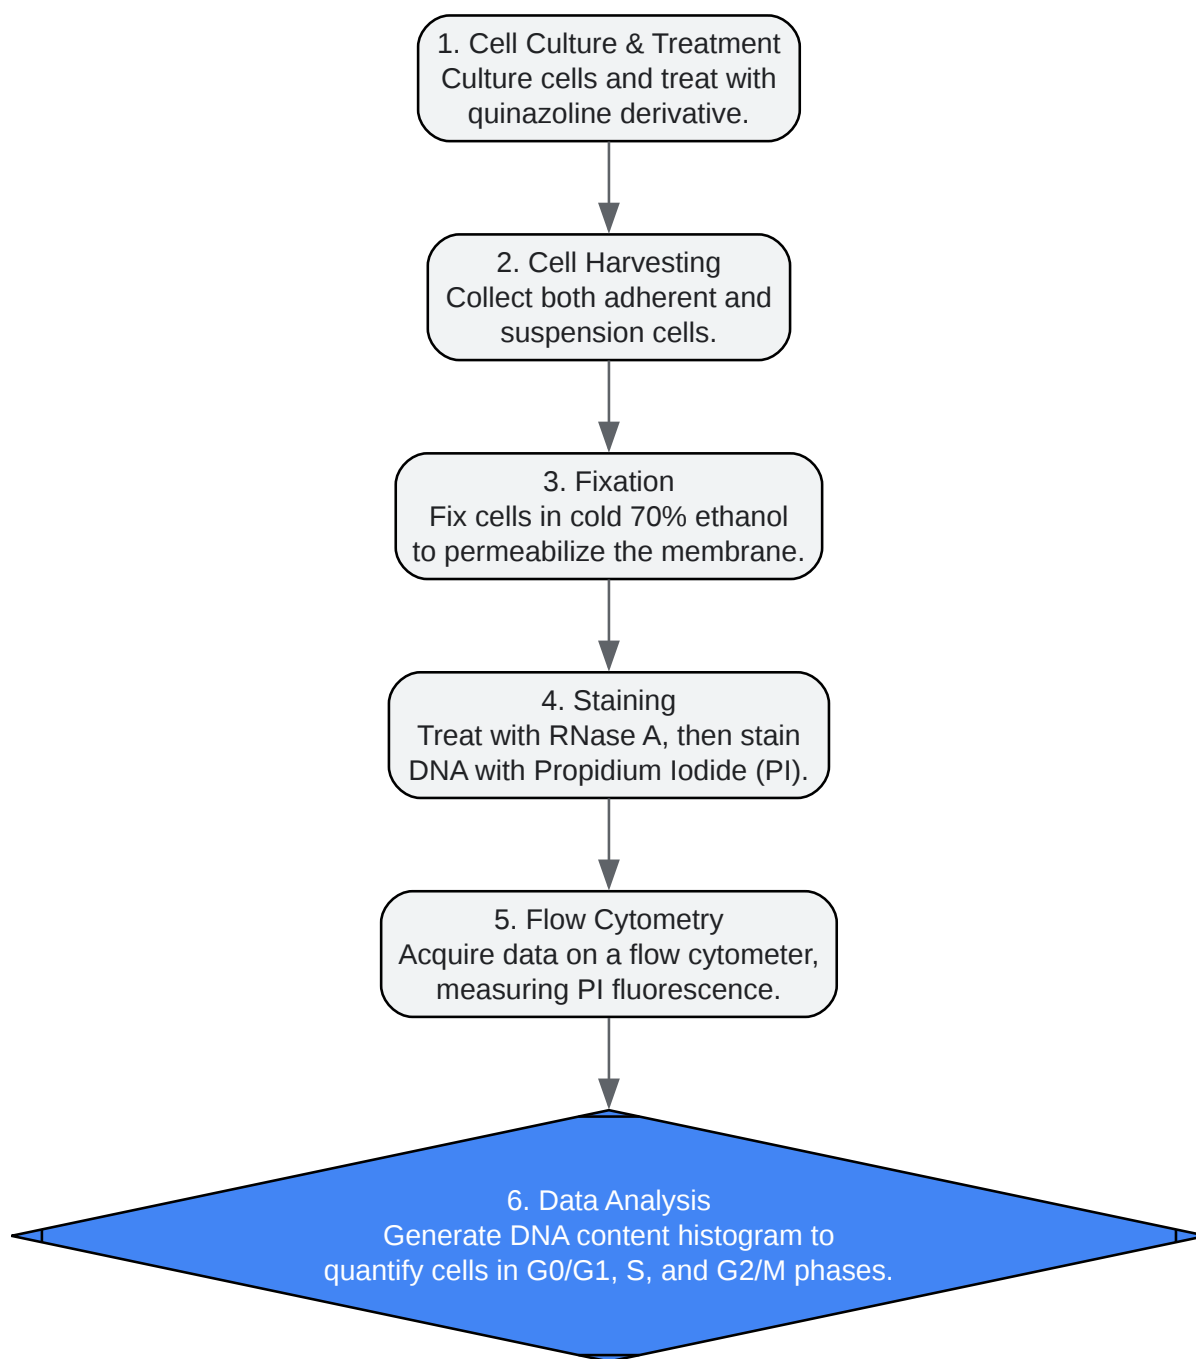 1. Cell Culture & Treatment
Culture cells and treat with
quinazoline derivative.
2. Cell Harvesting
Collect both adherent and
suspension cells.
3. Fixation
Fix cells in cold 70% ethanol
to permeabilize the membrane.
4. Staining
Treat with RNase A, then stain
DNA with Propidium Iodide (PI).
5. Flow Cytometry
Acquire data on a flow cytometer,
measuring PI fluorescence.
6. Data Analysis
Generate DNA content histogram to
quantify cells in G0/G1, S, and G2/M phases.